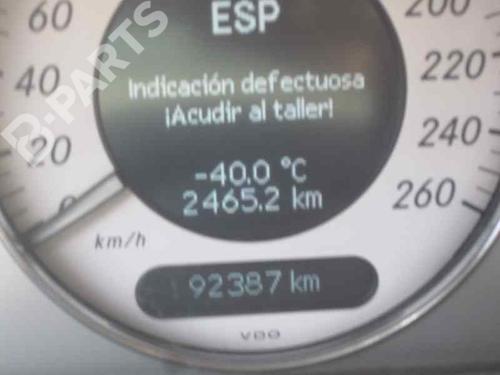 60
40
20
0
ESP
Indicación defectuosa
¡Acudir al taller!
-40.0 °C
2465.2 km
200
220
240
260
km/h
92387 km
VDO
B-PARTS